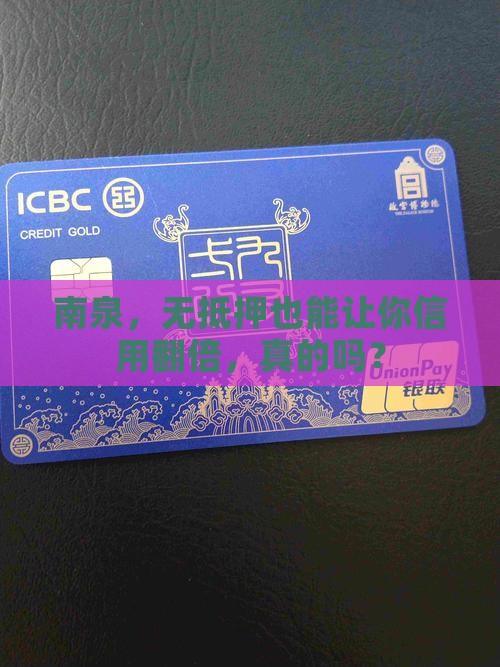 ICBC
CREDIT GOLD
故宫博物院
THE PALACE MUSEUM
南泉，无抵押也能让你信
用翻倍，真的吗？
UnionPay
银联